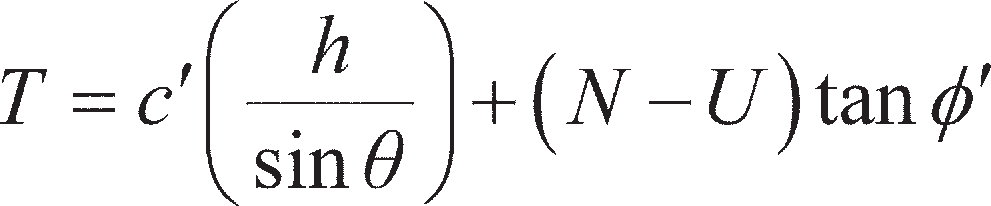 T = c′(h/sin θ) + (N − U) tan ϕ′